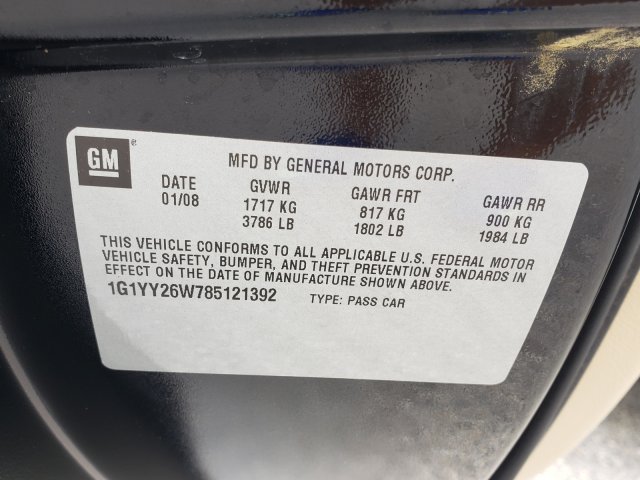 GM
MFD BY GENERAL MOTORS CORP.
DATE GVWR GAWR FRT GAWR RR
01/08 1717 KG 817 KG 900 KG
3786 LB 1802 LB 1984 LB
THIS VEHICLE CONFORMS TO ALL APPLICABLE U.S. FEDERAL MOTOR
VEHICLE SAFETY, BUMPER, AND THEFT PREVENTION STANDARDS IN
EFFECT ON THE DATE OF MANUFACTURE SHOWN ABOVE.
1G1YY26W785121392 TYPE: PASS CAR